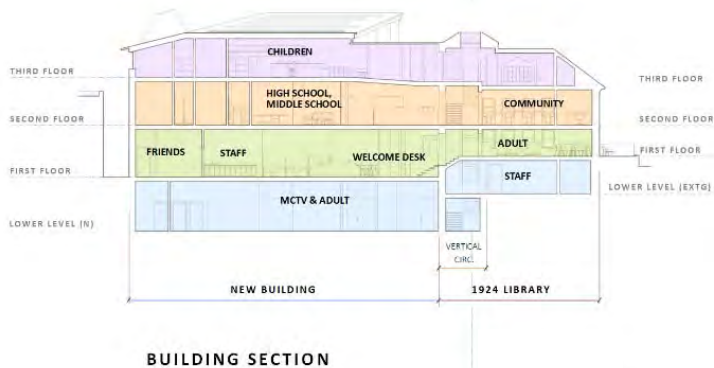 CHILDREN
THIRD FLOOR
THIRD FLOOR
HIGH SCHOOL,
MIDDLE SCHOOL
COMMUNITY
SECOND FLOOR
SECOND FLOOR
FRIENDS
STAFF
WELCOME DESK
ADULT
FIRST FLOOR
FIRST FLOOR
STAFF
LOWER LEVEL (EXTG)
MCTV & ADULT
LOWER LEVEL (N)
VERTICAL
CIRC.
NEW BUILDING
1924 LIBRARY
BUILDING SECTION